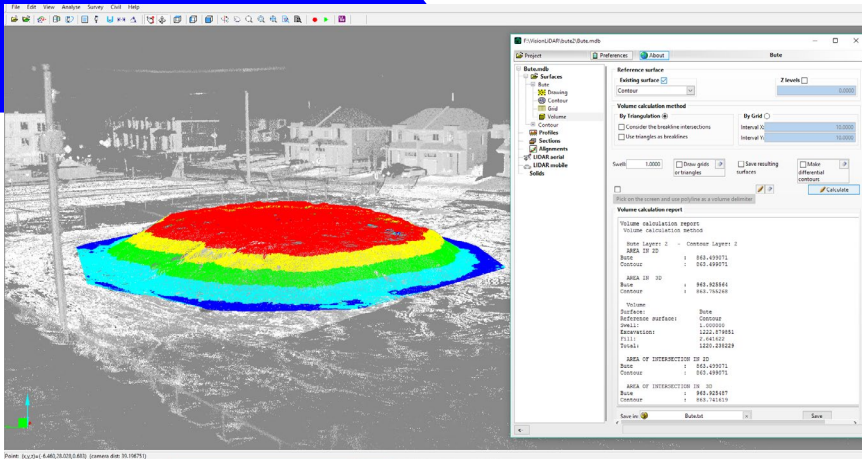 File Edit View Analyse Survey Civil Help
F:\VisionLiDAR\bute2\Bute.mdb
Project Preferences About Bute
Bute.mdb
Surfaces
Bute
Drawing
Contour
Grid
Volume
Contour
Profiles
Sections
Alignments
LIDAR aerial
LIDAR mobile
Solids
Reference surface
Existing surface Z levels
Contour 0.0000
Volume calculation method
By Triangulation By Grid
Consider the breakline intersections Interval X: 10.0000
Use triangles as breaklines Interval Y: 10.0000
Swell: 1.0000 Draw grids or triangles Save resulting surfaces Make differential contours
Calculate
Pick on the screen and use polyline as a volume delimiter
Volume calculation report
Volume calculation report
Volume calculation method
Bute Layer: 2 - Contour Layer: 2
AREA IN 2D
Bute : 863.499071
Contour : 863.499071
AREA IN 3D
Bute : 963.928564
Contour : 863.755268
Volume
Surface: Bute
Reference surface: Contour
Swell: 1.000000
Excavation: 1222.879851
Fill: 2.641622
Total: 1220.238229
AREA OF INTERSECTION IN 2D
Bute : 863.499071
Contour : 863.499071
AREA OF INTERSECTION IN 3D
Bute : 963.925487
Contour : 863.741619
Save in: Bute.txt Save
Point: (x,y,z)=(-6.460,28.028,0.683) (camera dist: 39.196751)